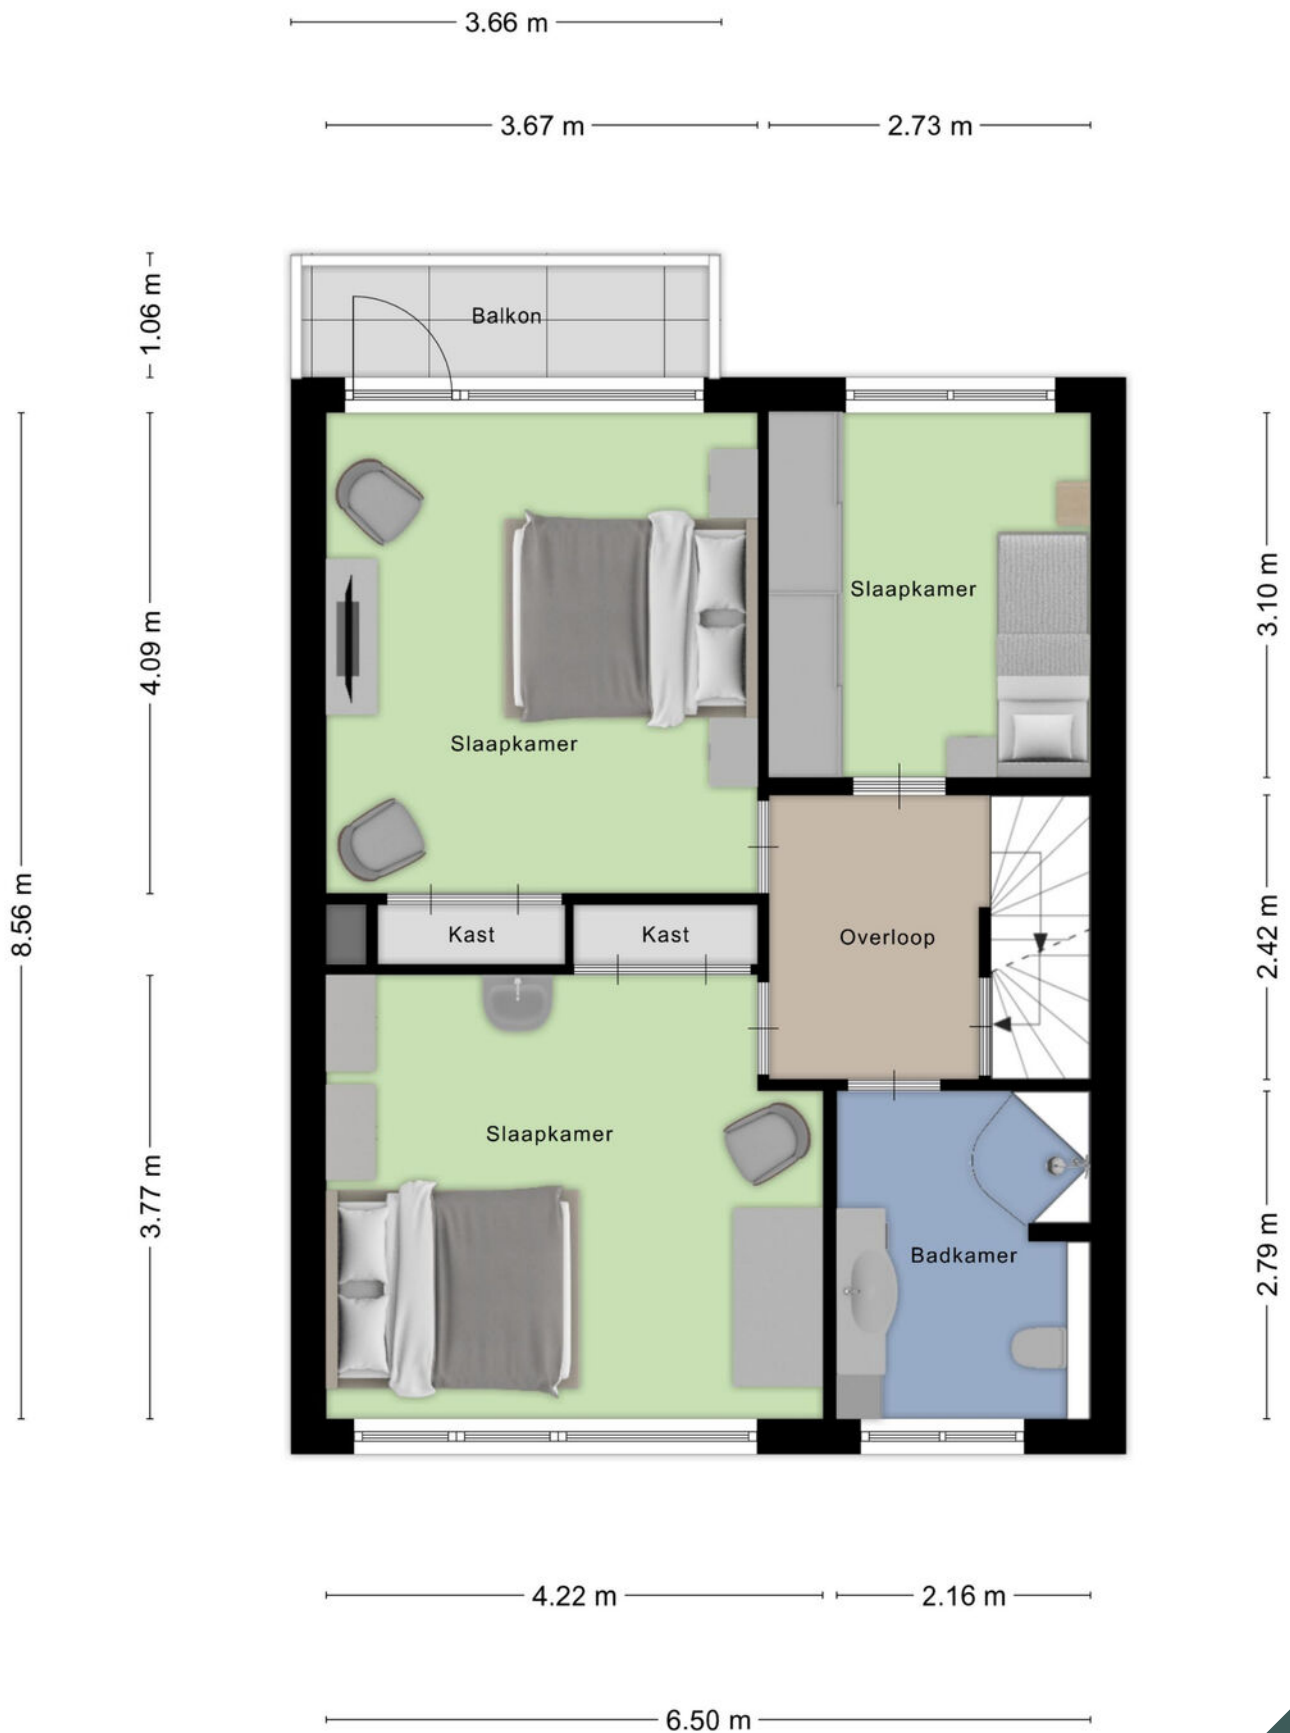 3.66 m
3.67 m
2.73 m
1.06 m
Balkon
4.09 m
3.10 m
Slaapkamer
Slaapkamer
8.56 m
Kast
Kast
Overloop
2.42 m
Slaapkamer
3.77 m
Badkamer
2.79 m
4.22 m
2.16 m
6.50 m